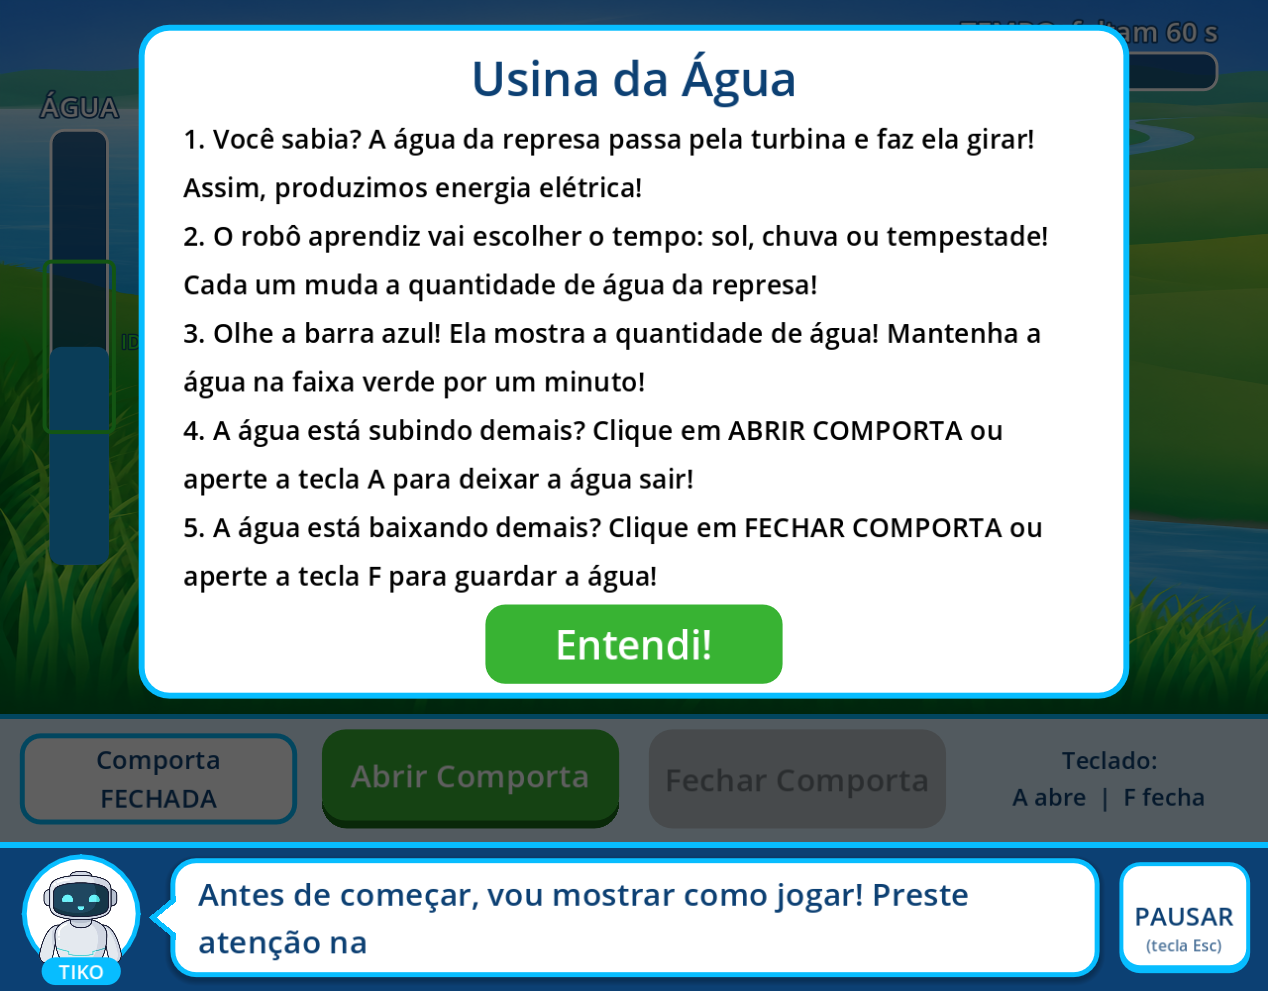 faltam 60 s
ÁGUA
Usina da Água
1. Você sabia? A água da represa passa pela turbina e faz ela girar!
Assim, produzimos energia elétrica!
2. O robô aprendiz vai escolher o tempo: sol, chuva ou tempestade!
Cada um muda a quantidade de água da represa!
3. Olhe a barra azul! Ela mostra a quantidade de água! Mantenha a
água na faixa verde por um minuto!
4. A água está subindo demais? Clique em ABRIR COMPORTA ou
aperte a tecla A para deixar a água sair!
5. A água está baixando demais? Clique em FECHAR COMPORTA ou
aperte a tecla F para guardar a água!
Entendi!
Comporta
FECHADA
Abrir Comporta
Fechar Comporta
Teclado:
A abre | F fecha
Antes de começar, vou mostrar como jogar! Preste
atenção na
TIKO
PAUSAR
(tecla Esc)